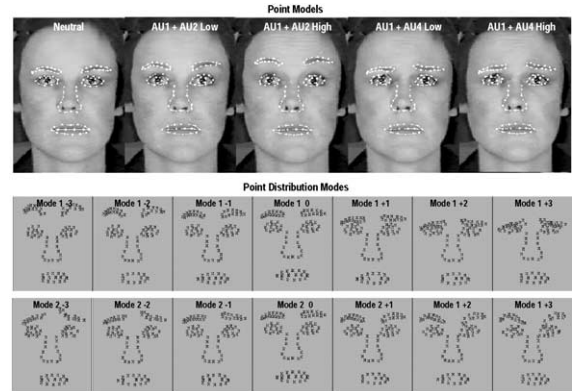 Point Models
Neutral AU1 + AU2 Low AU1 + AU2 High AU1 + AU4 Low AU1 + AU4 High
Point Distribution Modes
Mode 1 -3 Mode 1 -2 Mode 1 -1 Mode 1 0 Mode 1 +1 Mode 1 +2 Mode 1 +3
Mode 2 -3 Mode 2 -2 Mode 2 -1 Mode 2 0 Mode 2 +1 Mode 1 +2 Mode 1 +3